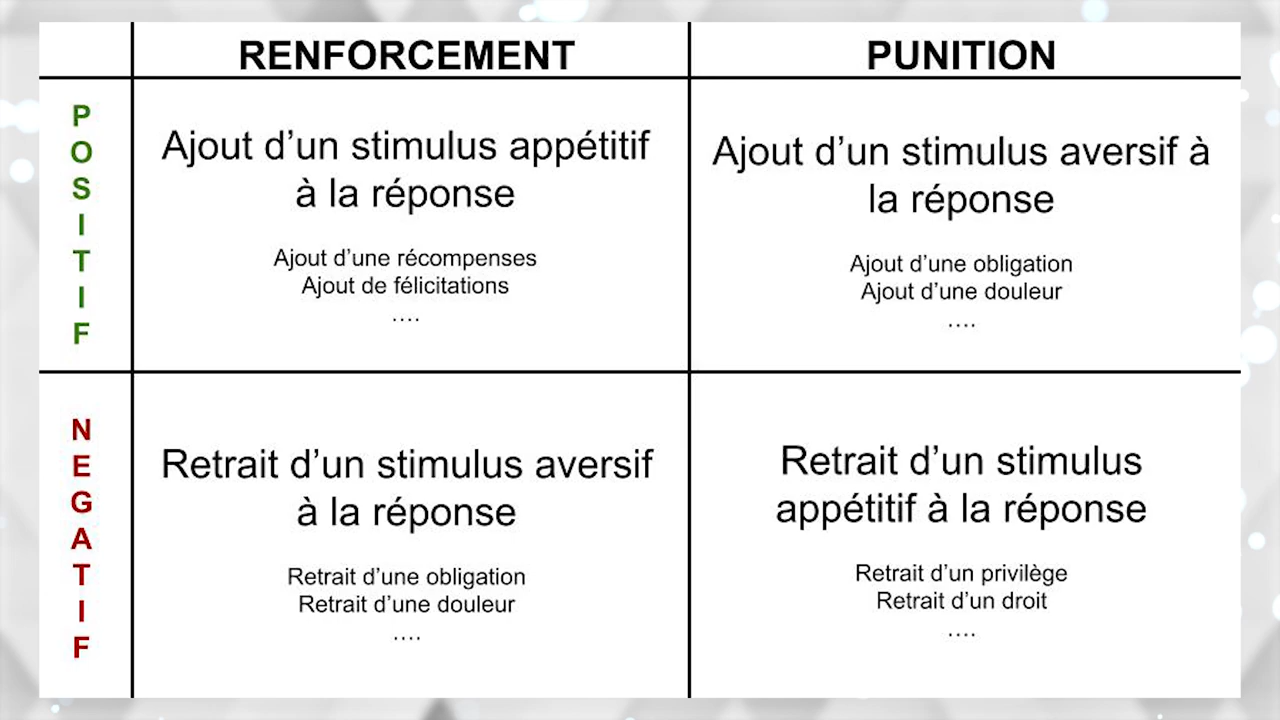 RENFORCEMENT
PUNITION
POSITIF
Ajout d’un stimulus appétitif
à la réponse
Ajout d’une récompenses
Ajout de félicitations
....
Ajout d’un stimulus aversif à
la réponse
Ajout d’une obligation
Ajout d’une douleur
....
NEGATIF
Retrait d’un stimulus aversif
à la réponse
Retrait d’une obligation
Retrait d’une douleur
....
Retrait d’un stimulus
appétitif à la réponse
Retrait d’un privilège
Retrait d’un droit
....